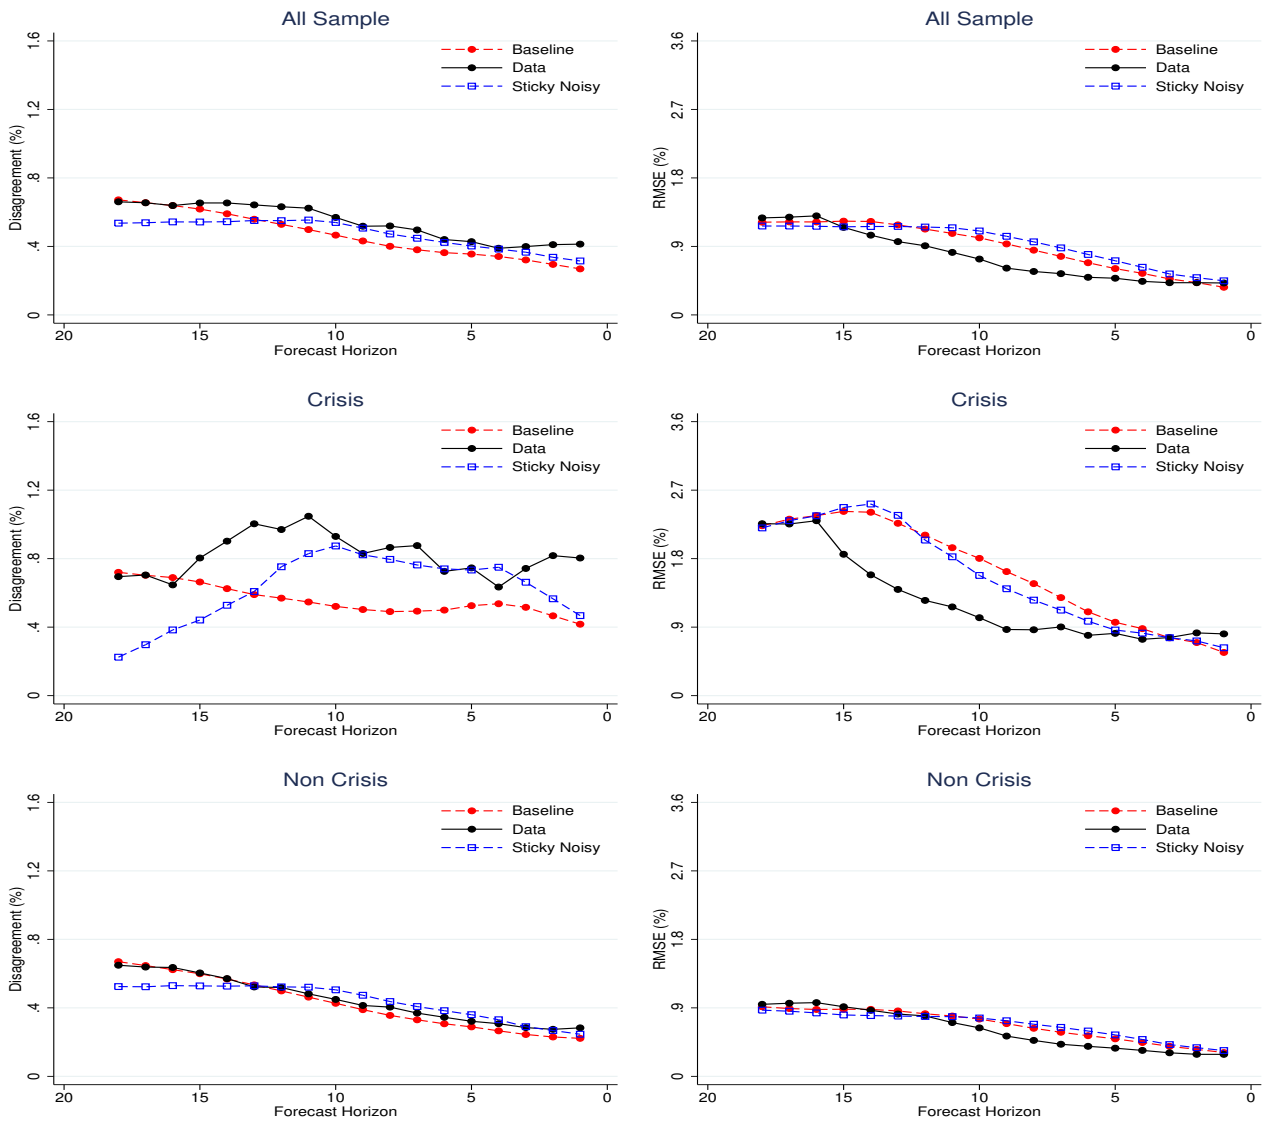 All Sample
Disagreement (%)
1.6
1.2
.8
.4
0
Baseline
Data
Sticky Noisy
20 15 10 5 0
Forecast Horizon
All Sample
RMSE (%)
3.6
2.7
1.8
.9
0
Baseline
Data
Sticky Noisy
20 15 10 5 0
Forecast Horizon
Crisis
Disagreement (%)
1.6
1.2
.8
.4
0
Baseline
Data
Sticky Noisy
20 15 10 5 0
Forecast Horizon
Crisis
RMSE (%)
3.6
2.7
1.8
.9
0
Baseline
Data
Sticky Noisy
20 15 10 5 0
Forecast Horizon
Non Crisis
Disagreement (%)
1.6
1.2
.8
.4
0
Baseline
Data
Sticky Noisy
20 15 10 5 0
Forecast Horizon
Non Crisis
RMSE (%)
3.6
2.7
1.8
.9
0
Baseline
Data
Sticky Noisy
20 15 10 5 0
Forecast Horizon